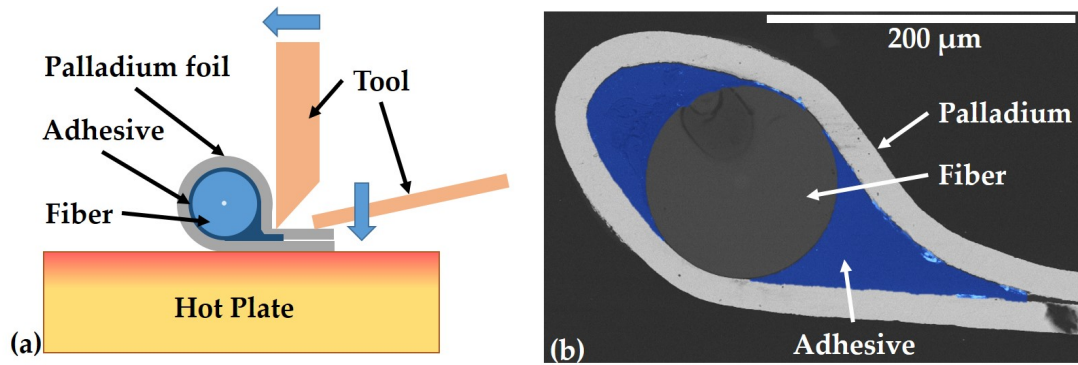 (a)
Palladium foil
Adhesive
Fiber
Tool
Hot Plate
(b)
200 µm
Palladium
Fiber
Adhesive